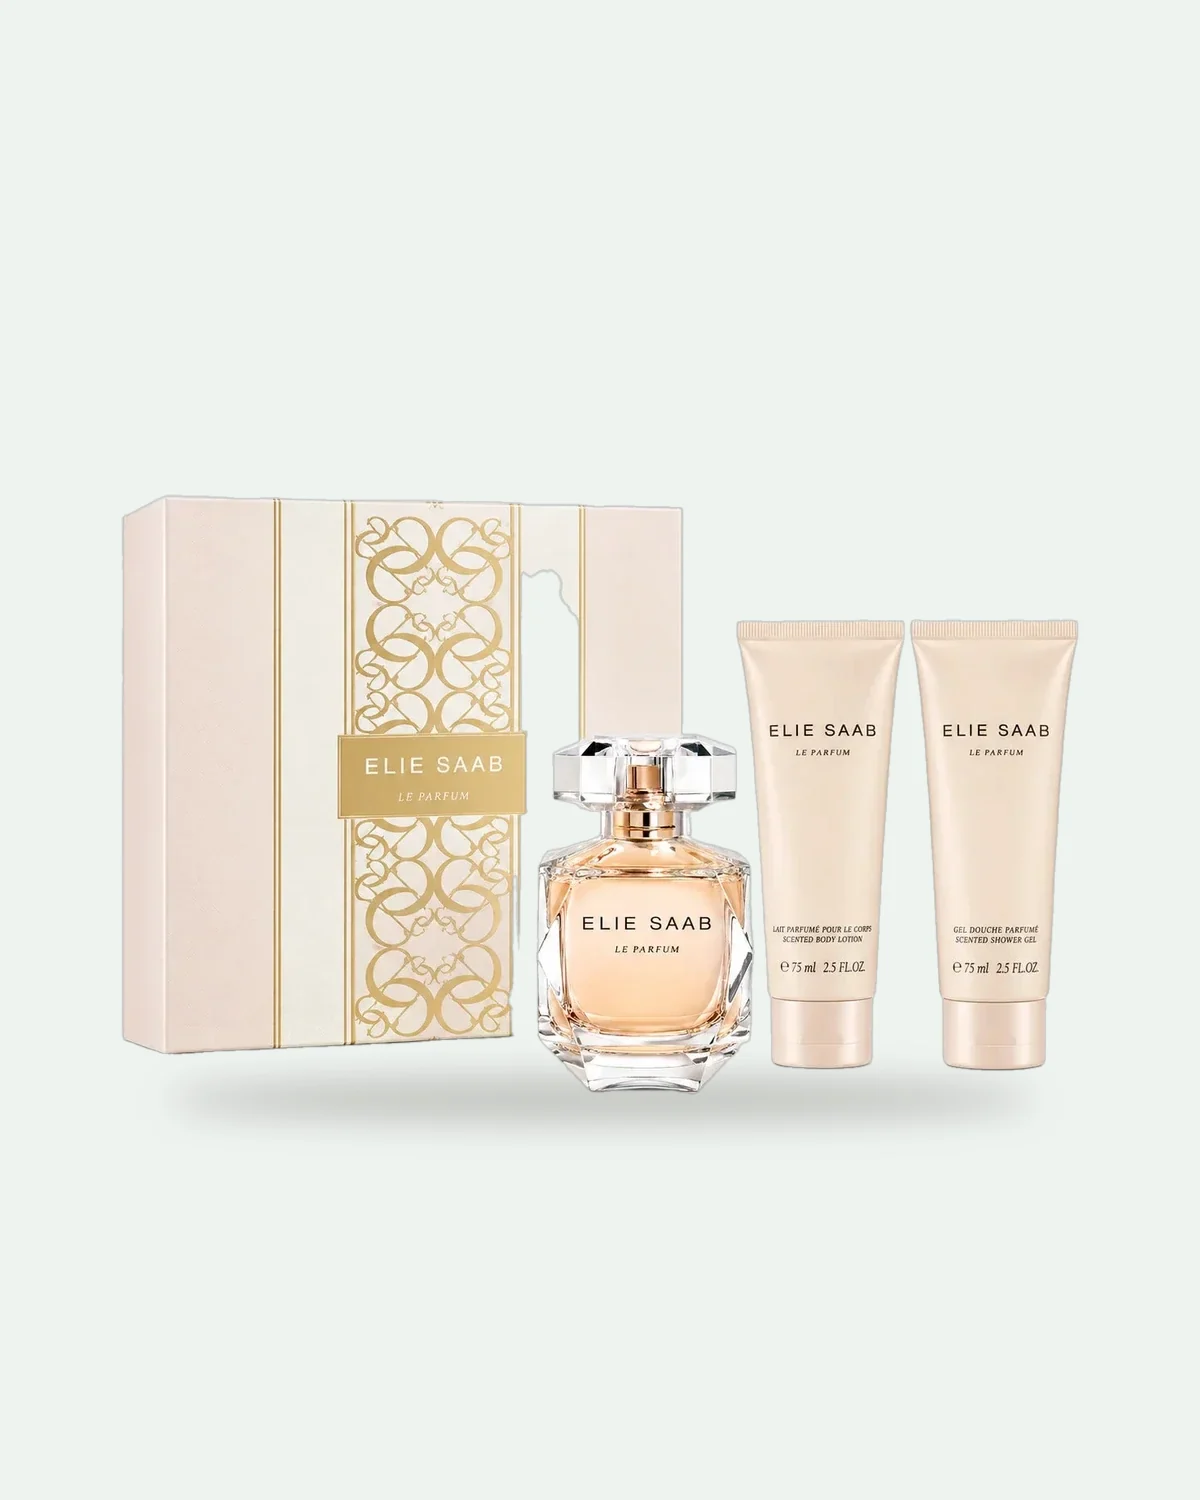 ELIE SAAB
LE PARFUM
ELIE SAAB
LE PARFUM
ELIE SAAB
LE PARFUM
LAIT PARFUMÉ POUR LE CORPS
SCENTED BODY LOTION
℮ 75 ml 2.5 FL.OZ.
ELIE SAAB
LE PARFUM
GEL DOUCHE PARFUMÉ
SCENTED SHOWER GEL
℮ 75 ml 2.5 FL.OZ.